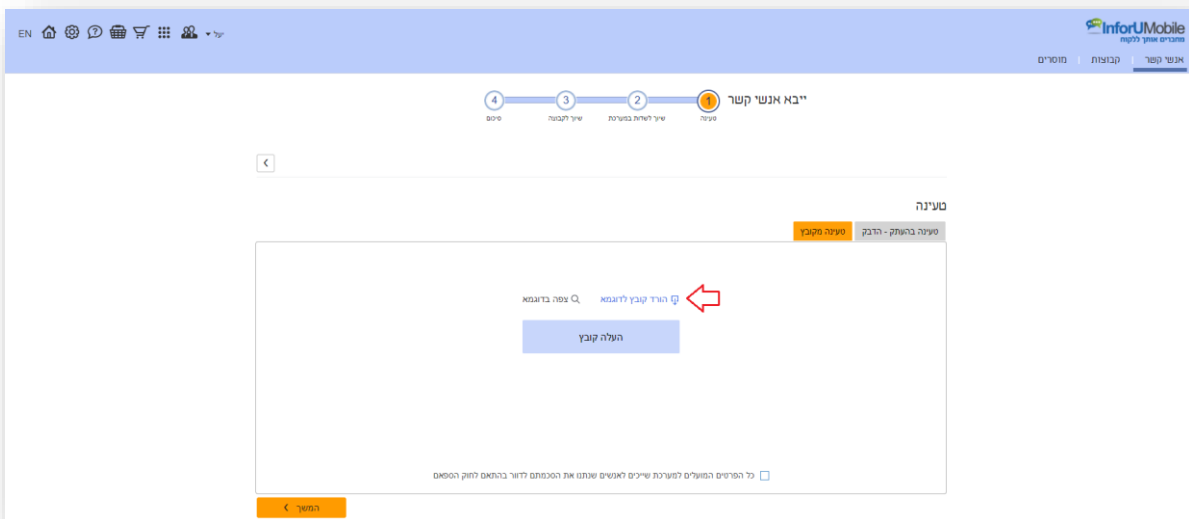 InforUMobile
מחברים אותך ללקוח
יעל
EN
אנשי קשר | קבוצות | מוסרים
ייבא אנשי קשר
1 2 3 4
טעינה שיוך לשדות במערכת שיוך לקבוצה סיכום
טעינה
טעינה בהעתק - הדבק טעינה מקובץ
הורד קובץ לדוגמא צפה בדוגמא
העלה קובץ
כל הפרטים המועלים למערכת שייכים לאנשים שנתנו את הסכמתם לדוור בהתאם לחוק הספאם
המשך